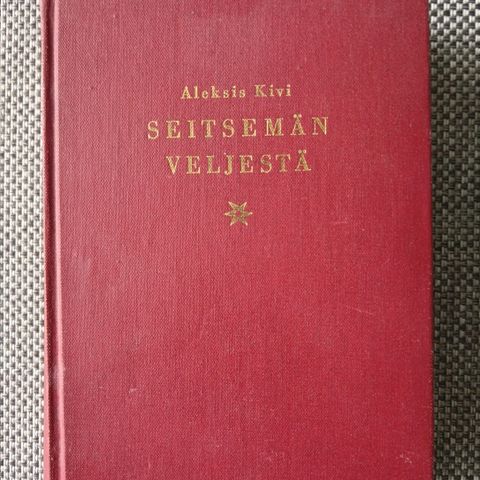 Aleksis Kivi
SEITSEMÄN
VELJESTÄ